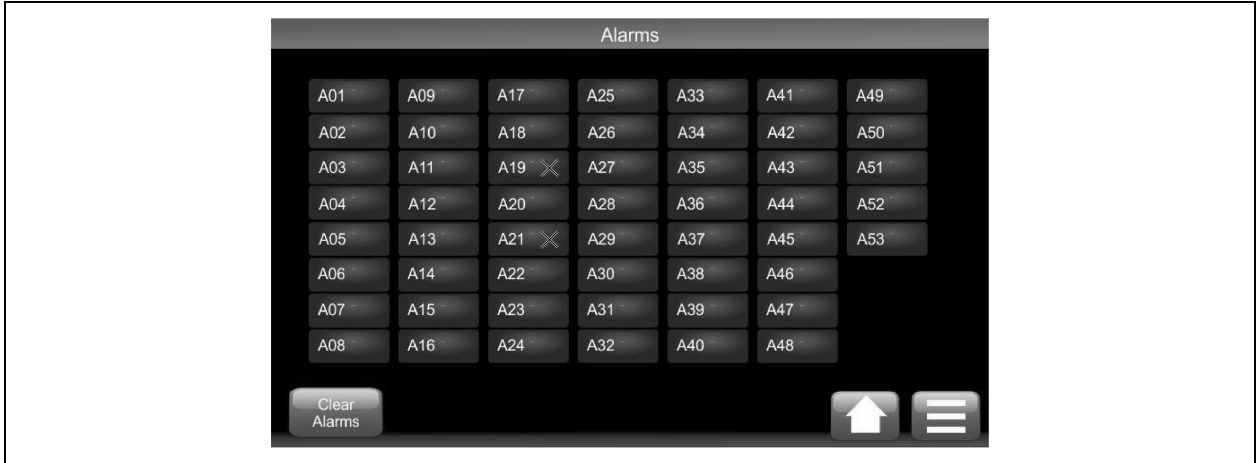 Alarms
A01 A09 A17 A25 A33 A41 A49
A02 A10 A18 A26 A34 A42 A50
A03 A11 A19 A27 A35 A43 A51
A04 A12 A20 A28 A36 A44 A52
A05 A13 A21 A29 A37 A45 A53
A06 A14 A22 A30 A38 A46
A07 A15 A23 A31 A39 A47
A08 A16 A24 A32 A40 A48
Clear
Alarms